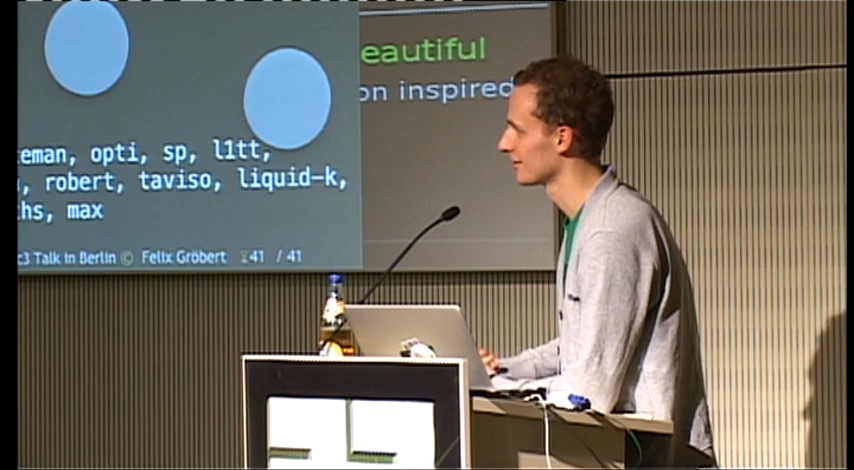 eautiful
on inspired
eman, opti, sp, l1tt,
, robert, taviso, liquid-k,
hs, max
c3 Talk in Berlin © Felix Gröbert 41 / 41